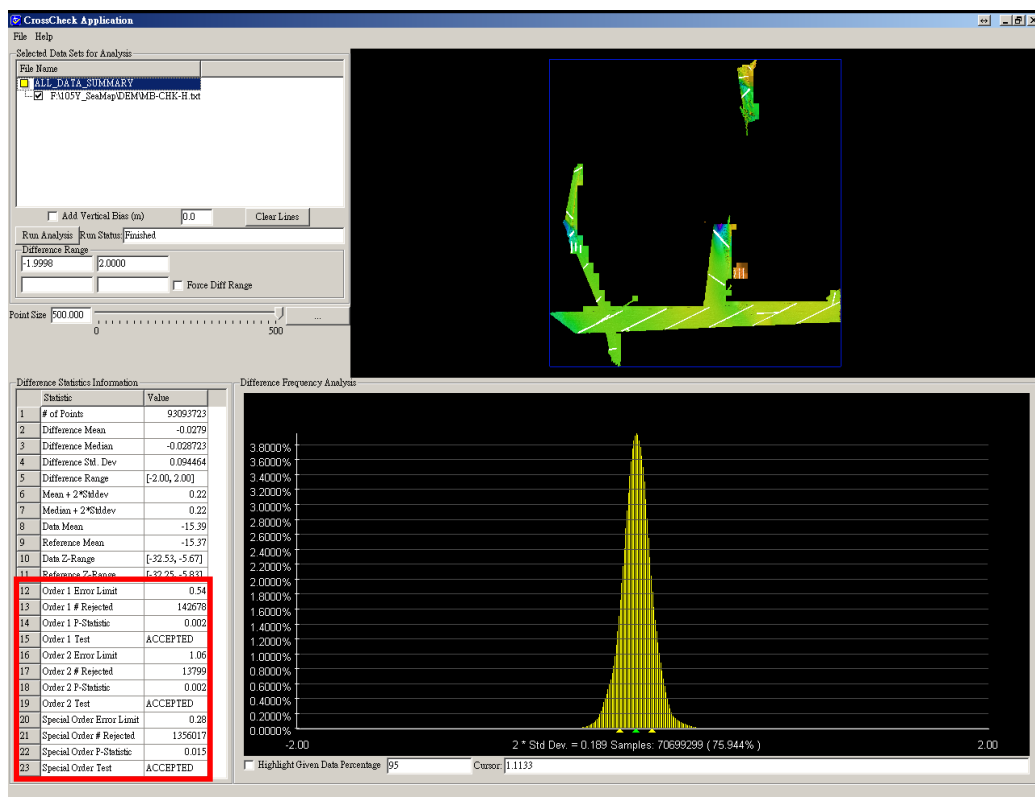 CrossCheck Application
File Help
Selected Data Sets for Analysis
File Name
ALL_DATA_SUMMARY
F:\105Y_SeaMap\DEM\MB-CHK-H.txt
Add Vertical Bias (m) 0.0 Clear Lines
Run Analysis Run Status: Finished
Difference Range
-1.9998 2.0000
Force Diff Range
Point Size 500.000 ...
0 500
Difference Statistics Information
Statistic Value
1 # of Points 93093723
2 Difference Mean -0.0279
3 Difference Median -0.028723
4 Difference Std. Dev 0.094464
5 Difference Range [-2.00, 2.00]
6 Mean + 2*Stddev 0.22
7 Median + 2*Stddev 0.22
8 Data Mean -15.39
9 Reference Mean -15.37
10 Data Z-Range [-32.53, -5.67]
11 Reference Z-Range [-32.25, -5.83]
12 Order 1 Error Limit 0.54
13 Order 1 # Rejected 142678
14 Order 1 P-Statistic 0.002
15 Order 1 Test ACCEPTED
16 Order 2 Error Limit 1.06
17 Order 2 # Rejected 13799
18 Order 2 P-Statistic 0.002
19 Order 2 Test ACCEPTED
20 Special Order Error Limit 0.28
21 Special Order # Rejected 1356017
22 Special Order P-Statistic 0.015
23 Special Order Test ACCEPTED
Difference Frequency Analysis
3.8000%
3.6000%
3.4000%
3.2000%
3.0000%
2.8000%
2.6000%
2.4000%
2.2000%
2.0000%
1.8000%
1.6000%
1.4000%
1.2000%
1.0000%
0.8000%
0.6000%
0.4000%
0.2000%
0.0000%
-2.00 2 * Std Dev. = 0.189 Samples: 70699299 ( 75.944% ) 2.00
Highlight Given Data Percentage 95 Cursor: 1.1133